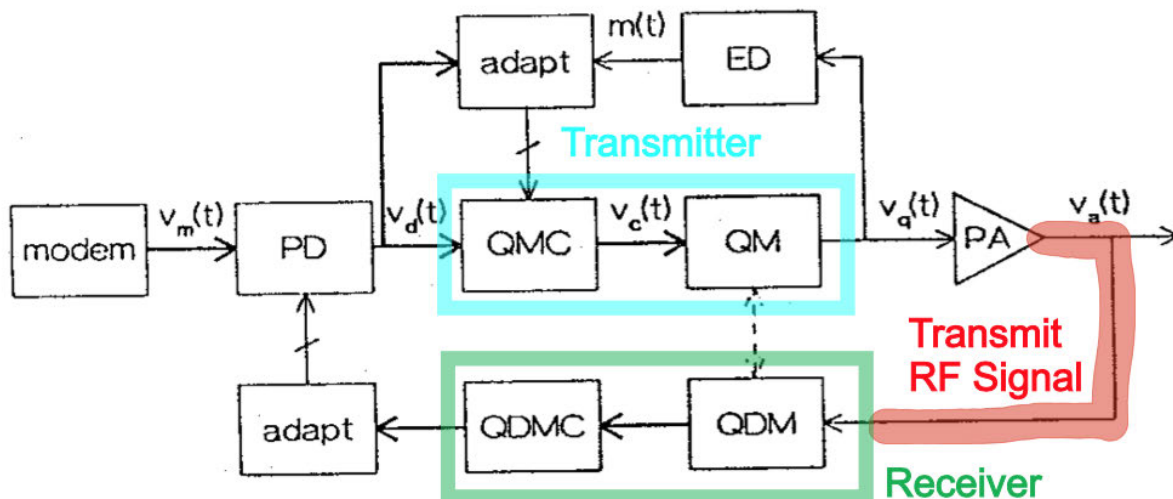 m(t)
adapt
ED
Transmitter
v_m(t)
v_d(t)
v_c(t)
v_q(t)
v_a(t)
modem
PD
QMC
QM
PA
Transmit
RF Signal
adapt
QDMC
QDM
Receiver